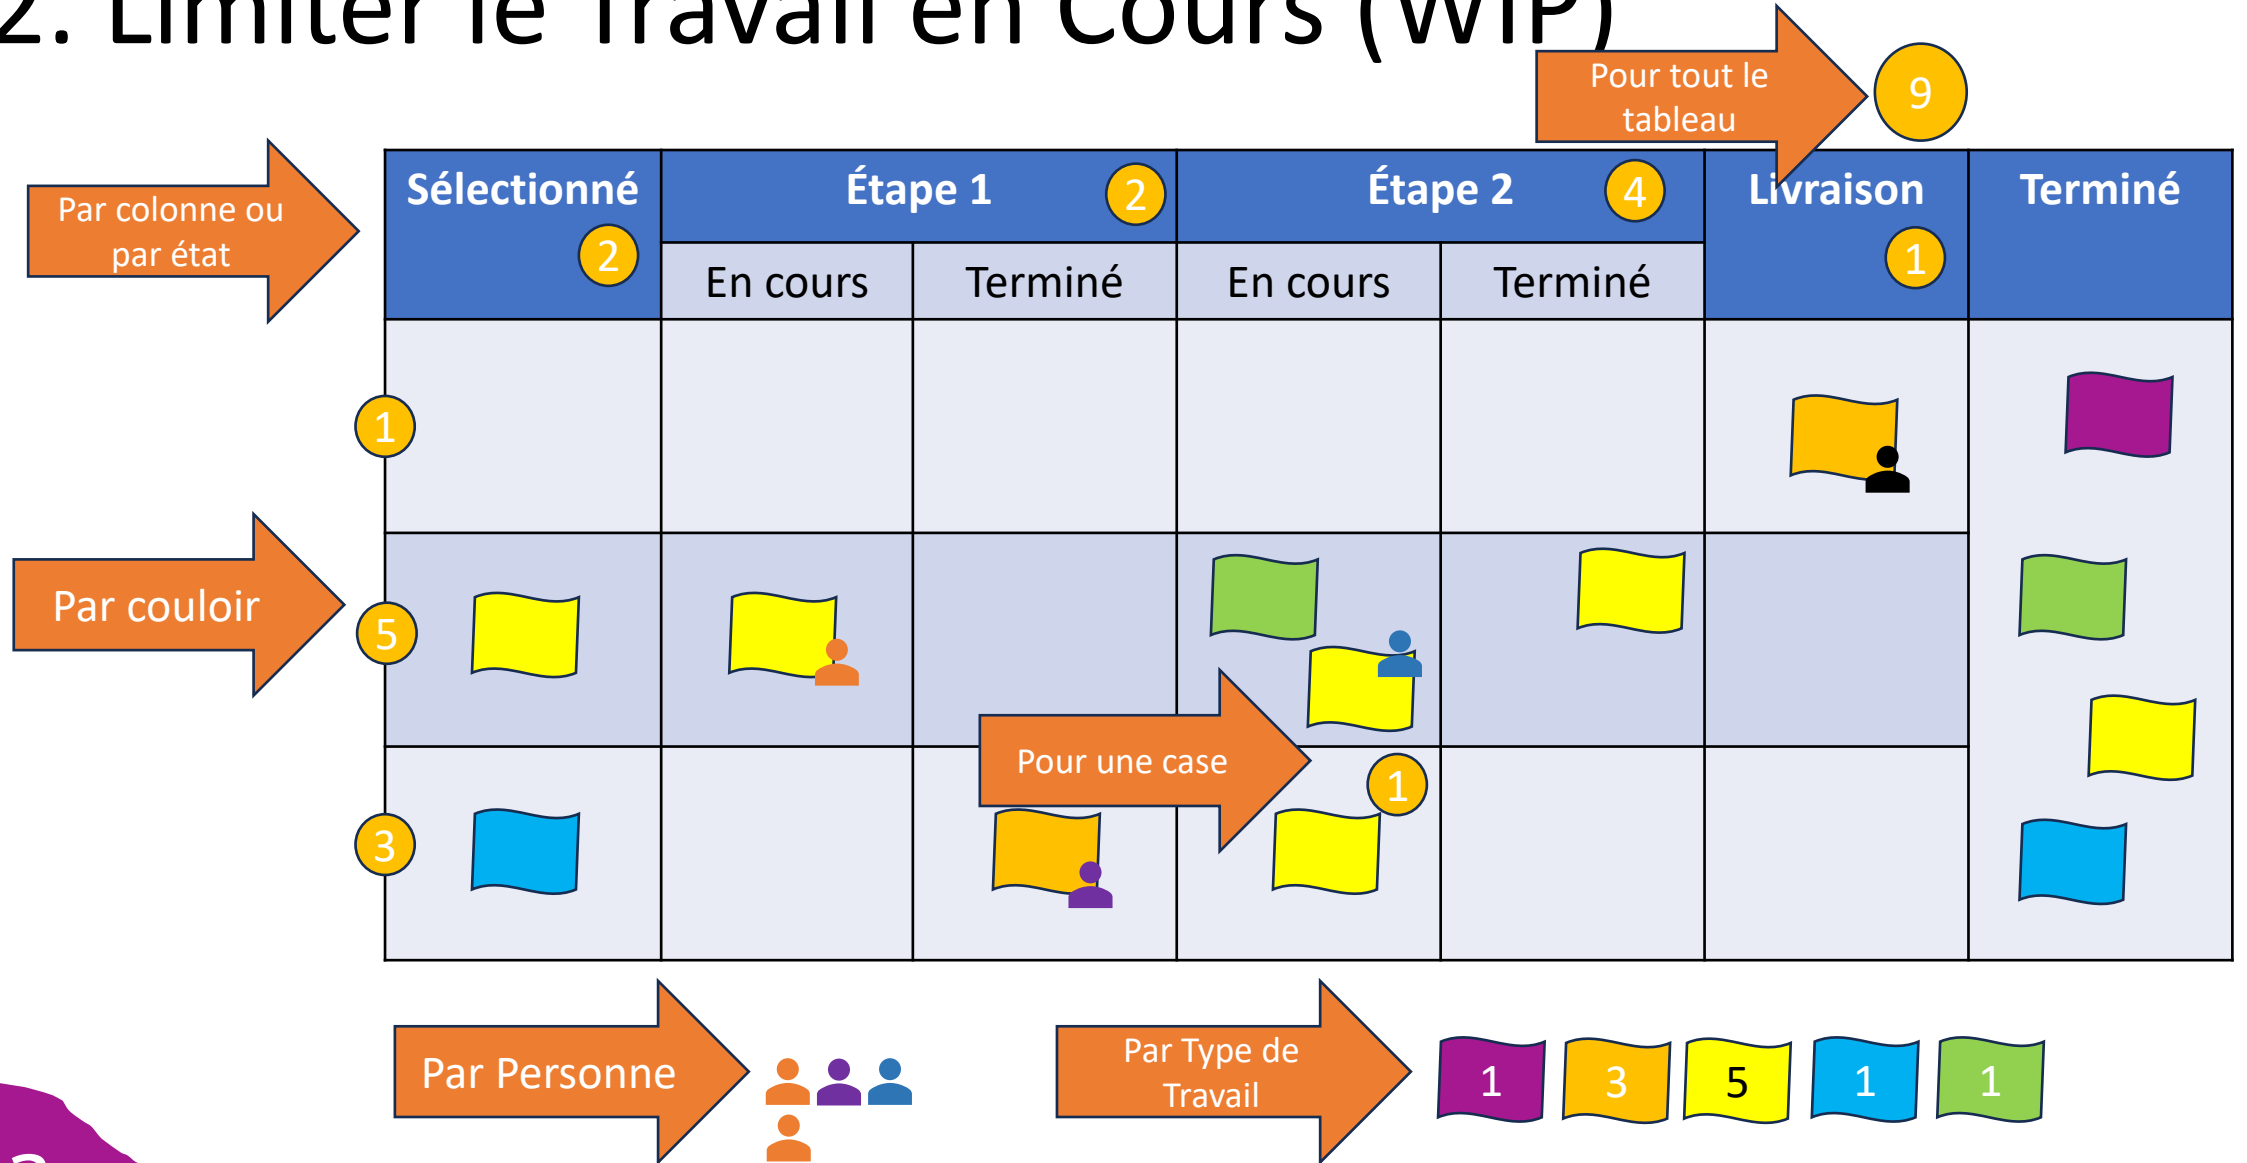 2. Limiter le Travail en Cours (WIP)
Pour tout le
tableau
9
Par colonne ou
par état
Sélectionné
2
Étape 1
2
Étape 2
4
Livraison
1
Terminé
En cours
Terminé
En cours
Terminé
1
Par couloir
5
Pour une case
1
3
Par Personne
Par Type de
Travail
1
3
5
1
1